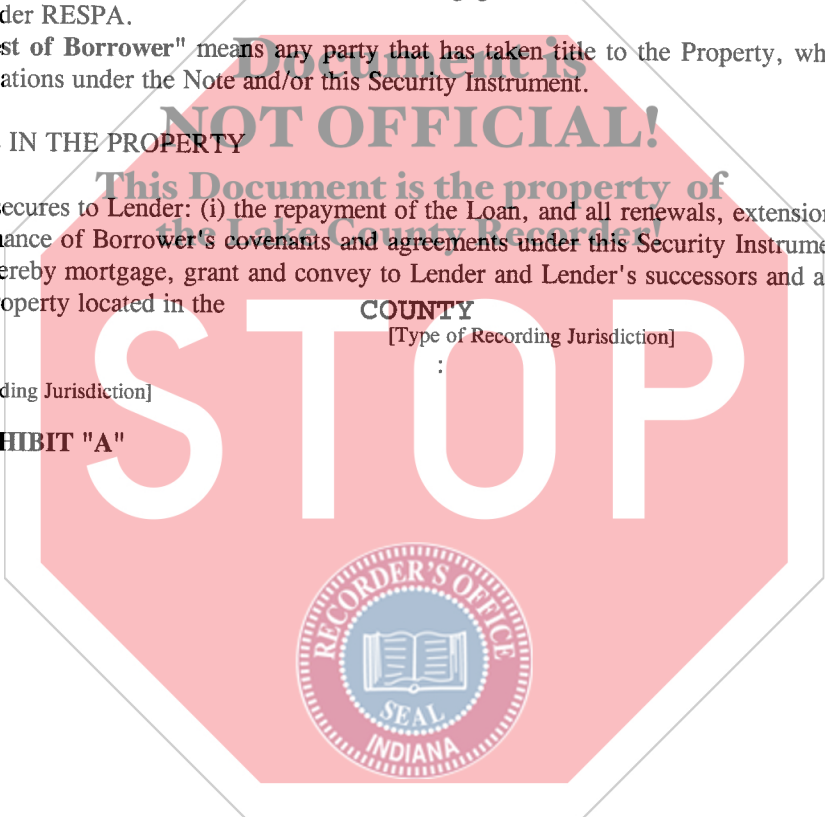 der RESPA.
st of Borrower" means any party that has taken title to the Property, wh
ations under the Note and/or this Security Instrument.
Document is
NOT OFFICIAL!
IN THE PROPERTY
This Document is the property of
the Lake County Recorder!
ecures to Lender: (i) the repayment of the Loan, and all renewals, extension
ance of Borrower's covenants and agreements under this Security Instrume
ereby mortgage, grant and convey to Lender and Lender's successors and a
operty located in the COUNTY
[Type of Recording Jurisdiction]
:
ding Jurisdiction]
HIBIT "A"
STOP
RECORDER'S OFFICE
SEAL
INDIANA